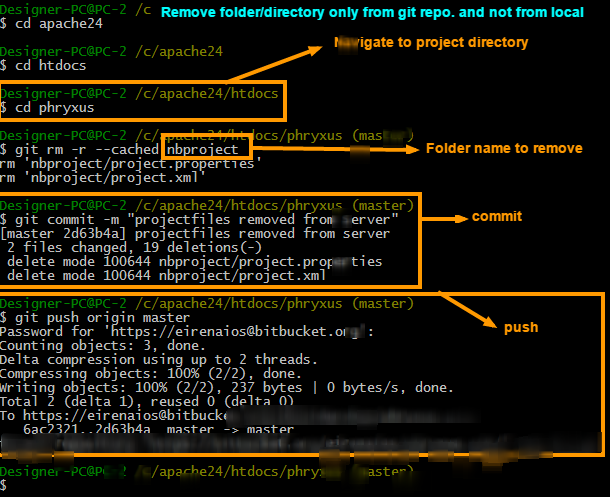 Designer-PC@PC-2 /c
Remove folder/directory only from git repo. and not from local
$ cd apache24
Designer-PC@PC-2 /c/apache24
Navigate to project directory
$ cd htdocs
Designer-PC@PC-2 /c/apache24/htdocs
$ cd phryxus
Designer-PC@PC-2 /c/apache24/htdocs/phryxus (master)
$ git rm -r --cached nbproject
Folder name to remove
rm 'nbproject/project.properties'
rm 'nbproject/project.xml'
Designer-PC@PC-2 /c/apache24/htdocs/phryxus (master)
$ git commit -m "projectfiles removed from server"
commit
[master 2d63b4a] projectfiles removed from server
2 files changed, 19 deletions(-)
delete mode 100644 nbproject/project.properties
delete mode 100644 nbproject/project.xml
Designer-PC@PC-2 /c/apache24/htdocs/phryxus (master)
$ git push origin master
push
Password for 'https://eirenaios@bitbucket.org':
Counting objects: 3, done.
Delta compression using up to 2 threads.
Compressing objects: 100% (2/2), done.
Writing objects: 100% (2/2), 237 bytes | 0 bytes/s, done.
Total 2 (delta 1), reused 0 (delta 0)
To https://eirenaios@bitbucke
6ac2321..2d63b4a master -> master
Designer-PC@PC-2 /c/apache24/htdocs/phryxus (master)
$